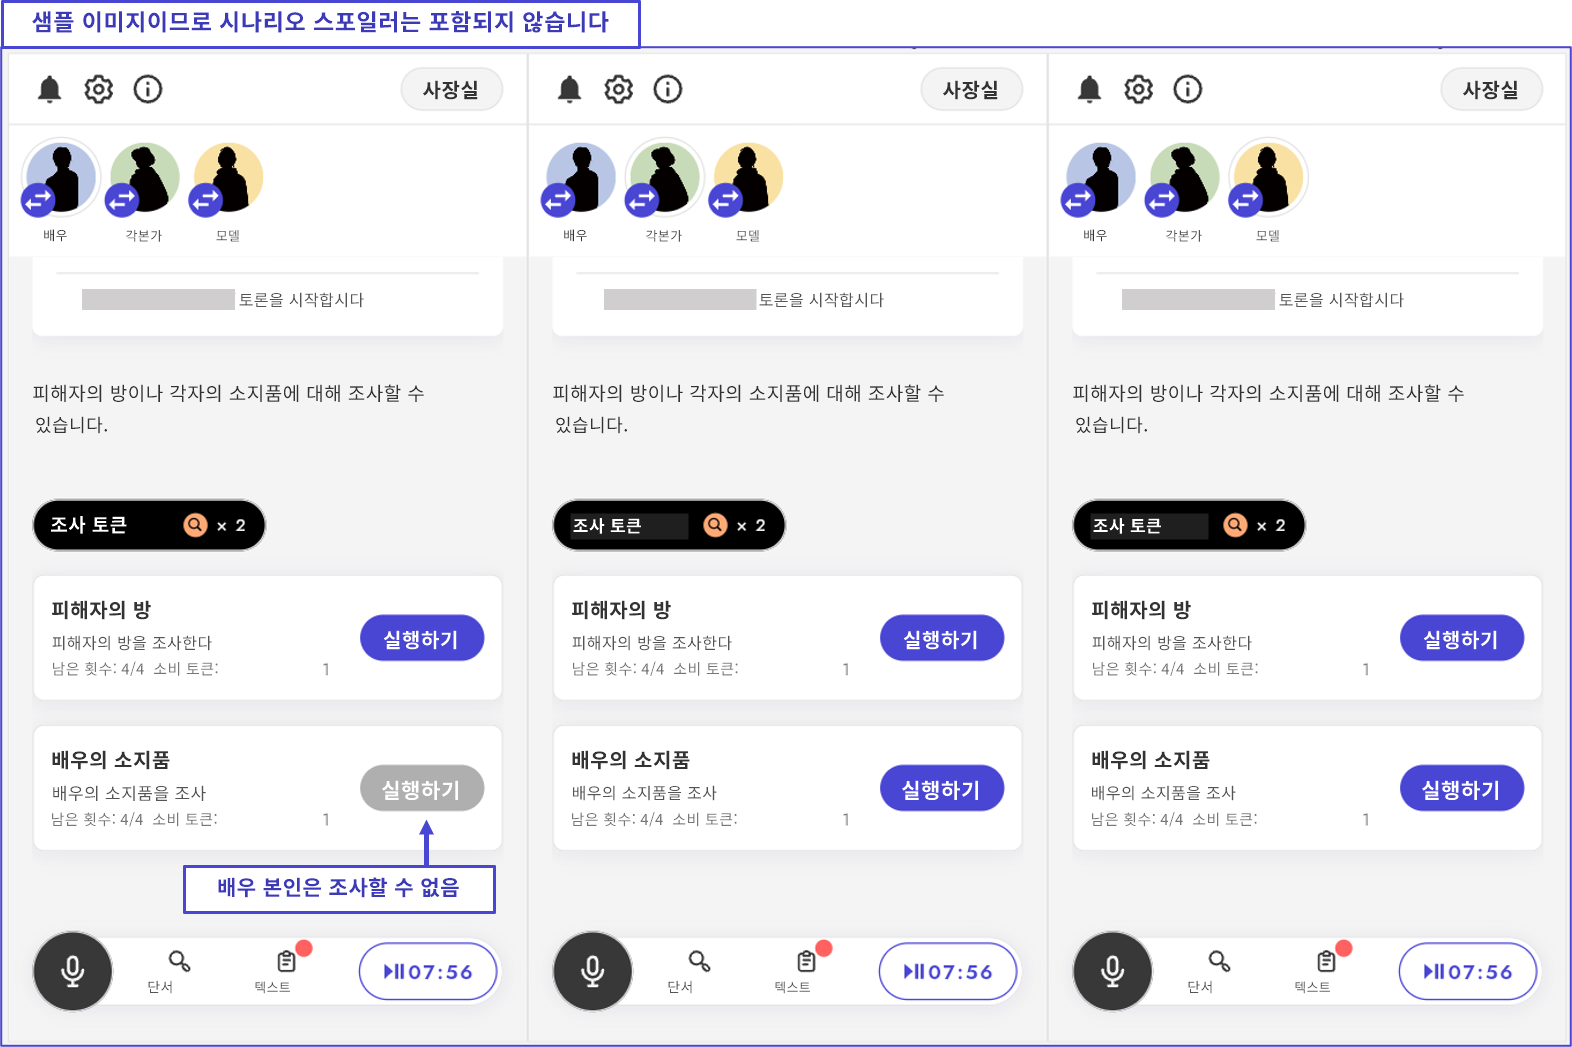 샘플 이미지이므로 시나리오 스포일러는 포함되지 않습니다
사장실
배우 각본가 모델
토론을 시작합시다
피해자의 방이나 각자의 소지품에 대해 조사할 수
있습니다.
조사 토큰 × 2
피해자의 방
피해자의 방을 조사한다
남은 횟수: 4/4 소비 토큰: 1
실행하기
배우의 소지품
배우의 소지품을 조사
남은 횟수: 4/4 소비 토큰: 1
실행하기
배우 본인은 조사할 수 없음
단서 텍스트
07:56
사장실
배우 각본가 모델
토론을 시작합시다
피해자의 방이나 각자의 소지품에 대해 조사할 수
있습니다.
조사 토큰 × 2
피해자의 방
피해자의 방을 조사한다
남은 횟수: 4/4 소비 토큰: 1
실행하기
배우의 소지품
배우의 소지품을 조사
남은 횟수: 4/4 소비 토큰: 1
실행하기
단서 텍스트
07:56
사장실
배우 각본가 모델
토론을 시작합시다
피해자의 방이나 각자의 소지품에 대해 조사할 수
있습니다.
조사 토큰 × 2
피해자의 방
피해자의 방을 조사한다
남은 횟수: 4/4 소비 토큰: 1
실행하기
배우의 소지품
배우의 소지품을 조사
남은 횟수: 4/4 소비 토큰: 1
실행하기
단서 텍스트
07:56